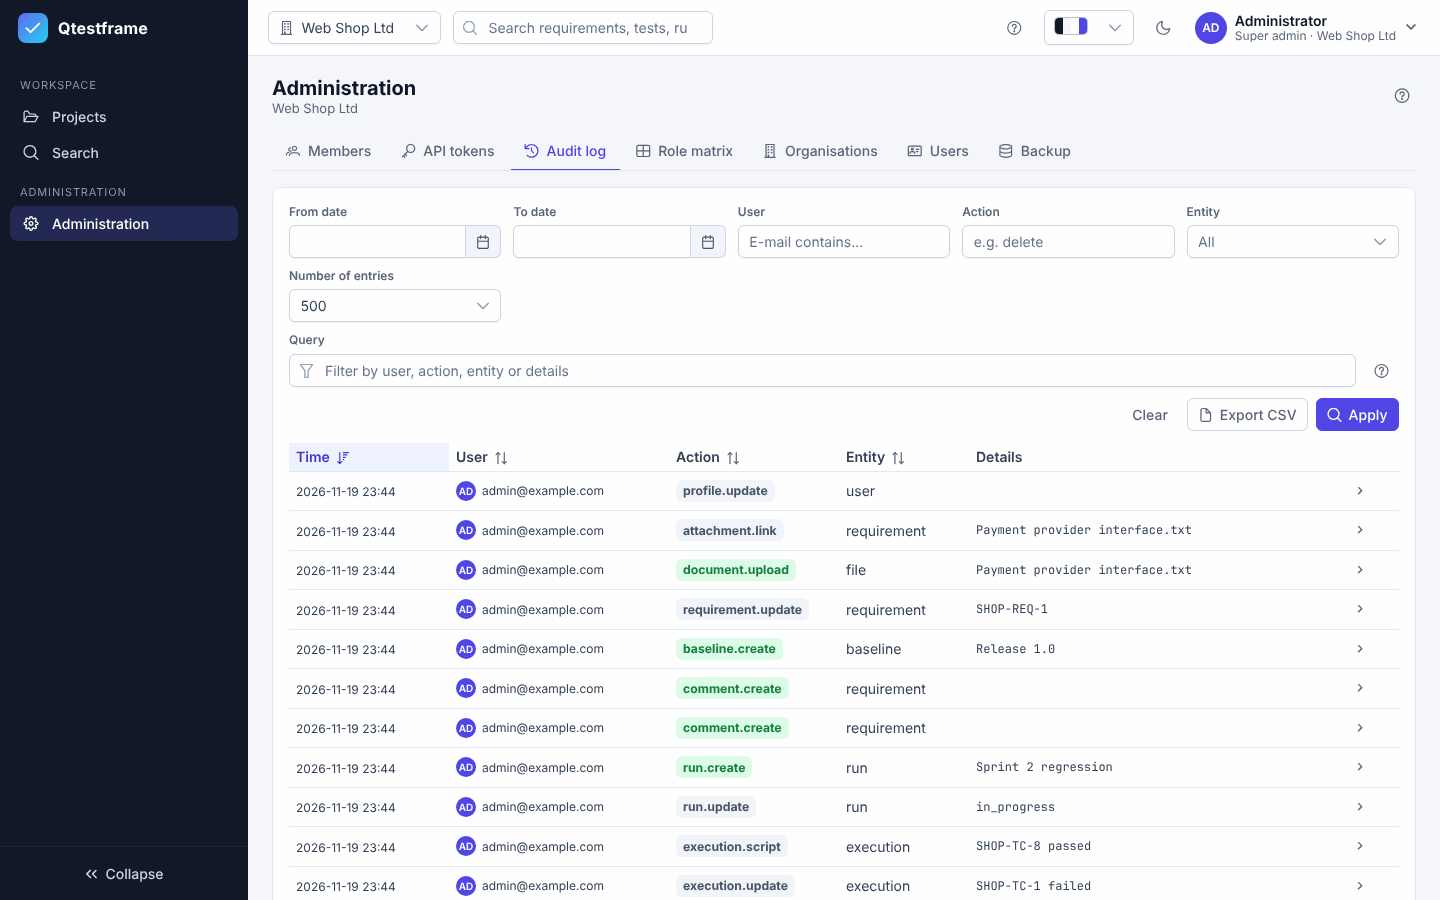 Qtestframe
Web Shop Ltd
Search requirements, tests, ru
AD
Administrator
Super admin · Web Shop Ltd
WORKSPACE
Projects
Search
ADMINISTRATION
Administration
Collapse
Administration
Web Shop Ltd
Members API tokens Audit log Role matrix Organisations Users Backup
From date To date User Action Entity
E-mail contains... e.g. delete All
Number of entries
500
Query
Filter by user, action, entity or details
Clear Export CSV Apply
Time User Action Entity Details
2026-11-19 23:44 AD admin@example.com profile.update user
2026-11-19 23:44 AD admin@example.com attachment.link requirement Payment provider interface.txt
2026-11-19 23:44 AD admin@example.com document.upload file Payment provider interface.txt
2026-11-19 23:44 AD admin@example.com requirement.update requirement SHOP-REQ-1
2026-11-19 23:44 AD admin@example.com baseline.create baseline Release 1.0
2026-11-19 23:44 AD admin@example.com comment.create requirement
2026-11-19 23:44 AD admin@example.com comment.create requirement
2026-11-19 23:44 AD admin@example.com run.create run Sprint 2 regression
2026-11-19 23:44 AD admin@example.com run.update run in_progress
2026-11-19 23:44 AD admin@example.com execution.script execution SHOP-TC-8 passed
2026-11-19 23:44 AD admin@example.com execution.update execution SHOP-TC-1 failed